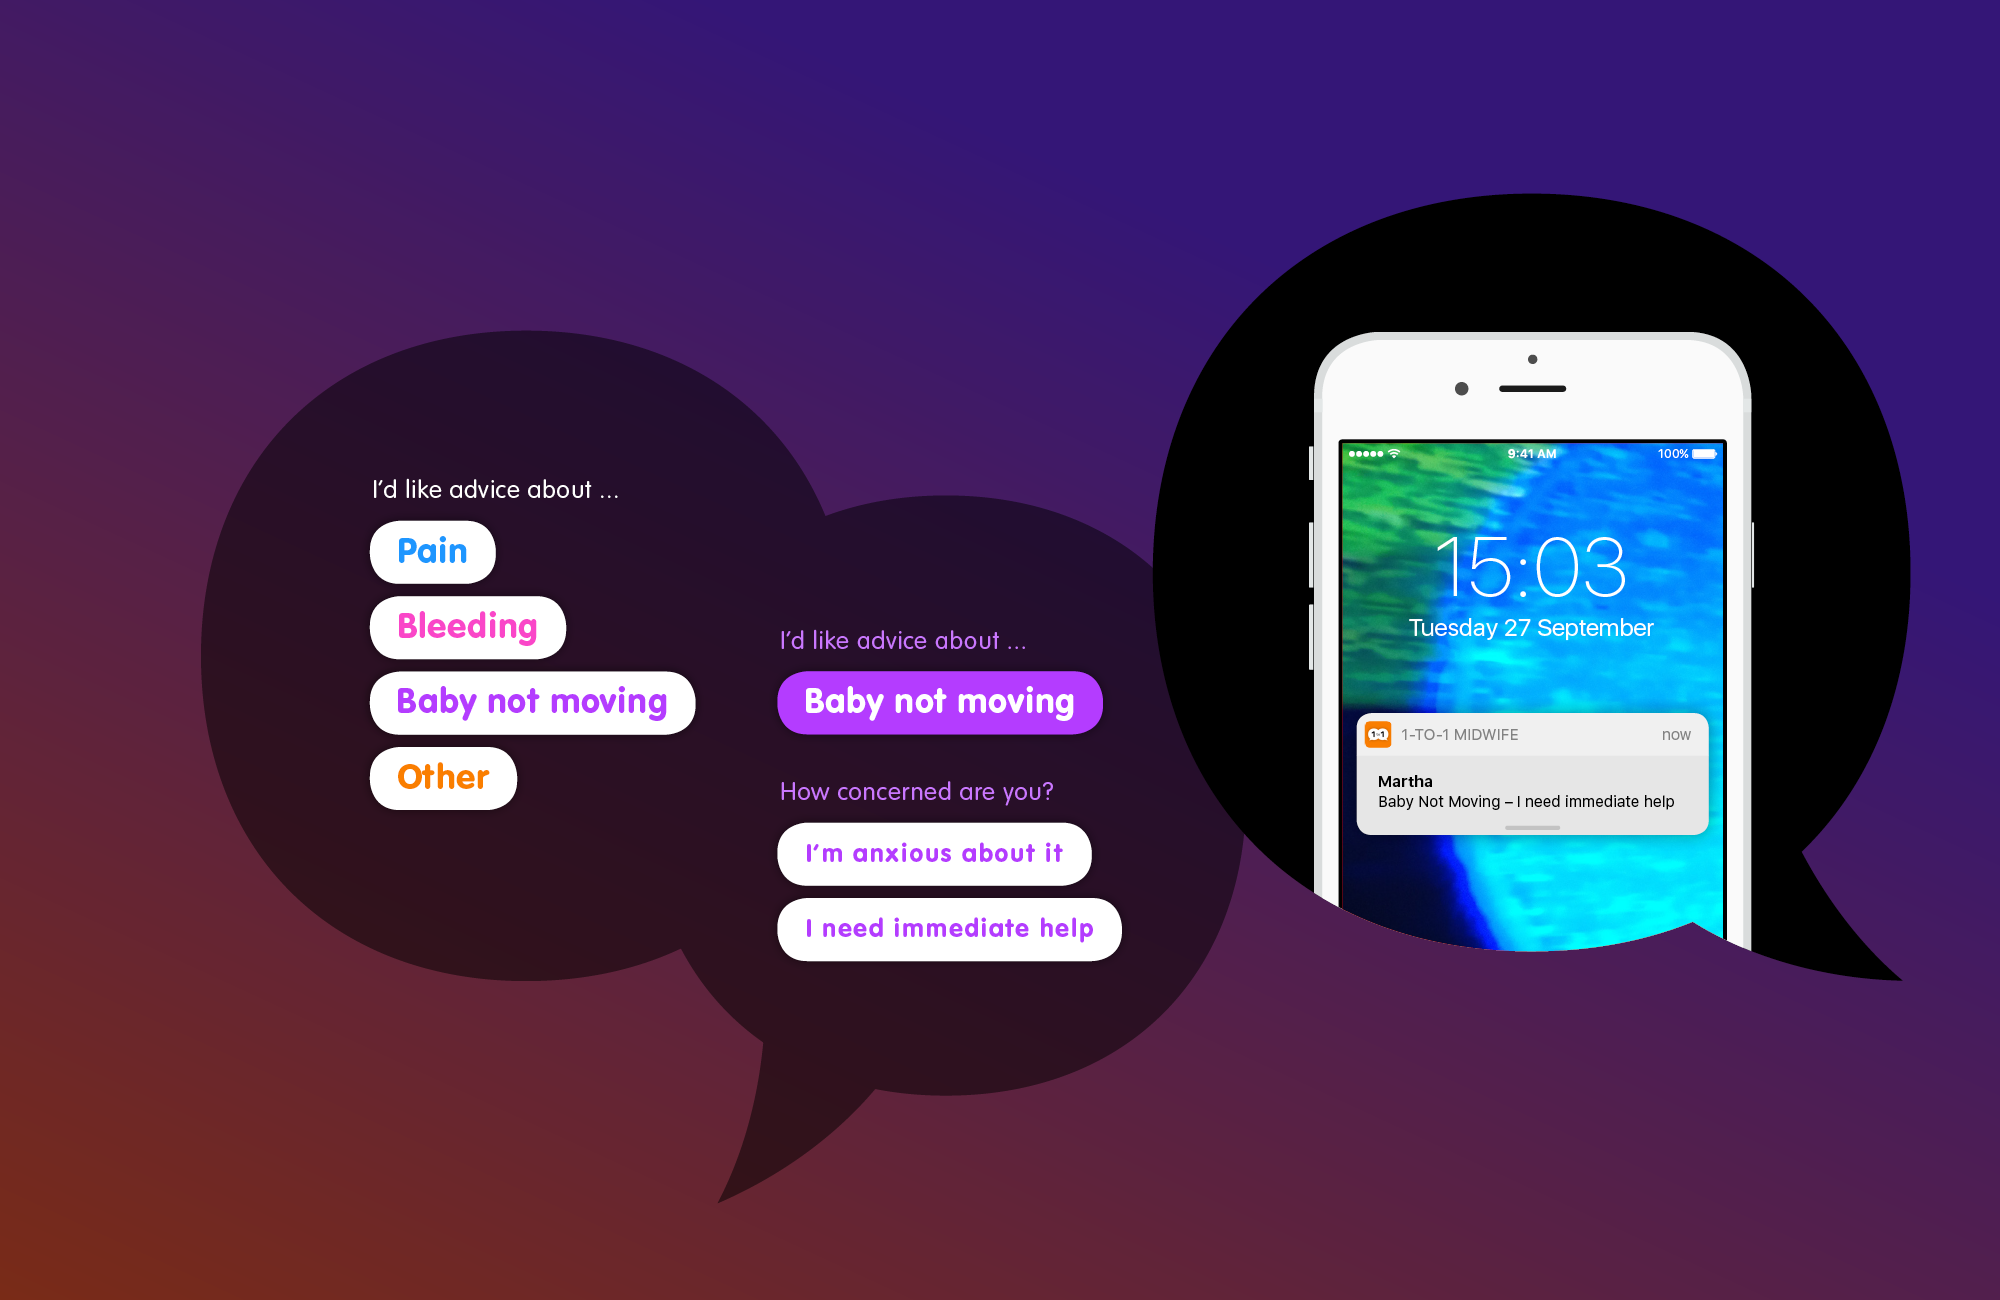 I'd like advice about ...
Pain
Bleeding
Baby not moving
Other
I'd like advice about ...
Baby not moving
How concerned are you?
I'm anxious about it
I need immediate help
9:41 AM
100%
15:03
Tuesday 27 September
1-TO-1 MIDWIFE
now
Martha
Baby Not Moving – I need immediate help